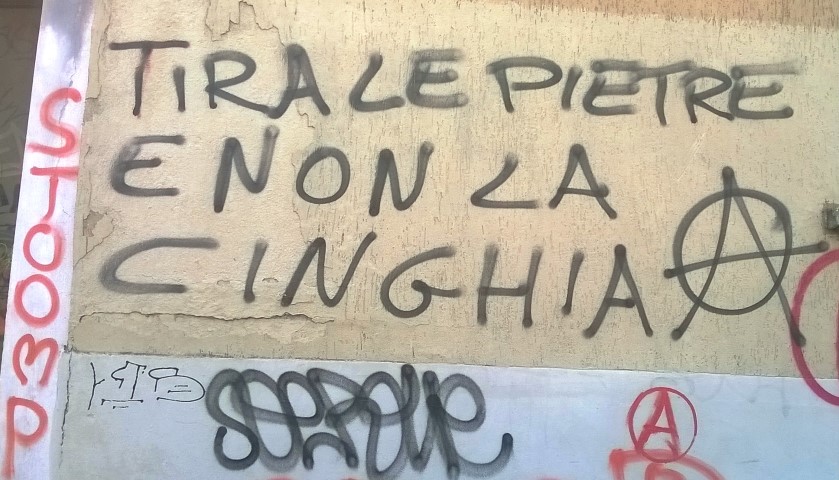 TIRA LE PIETRE
E NON LA
CINGHIA A
STOOMP
A